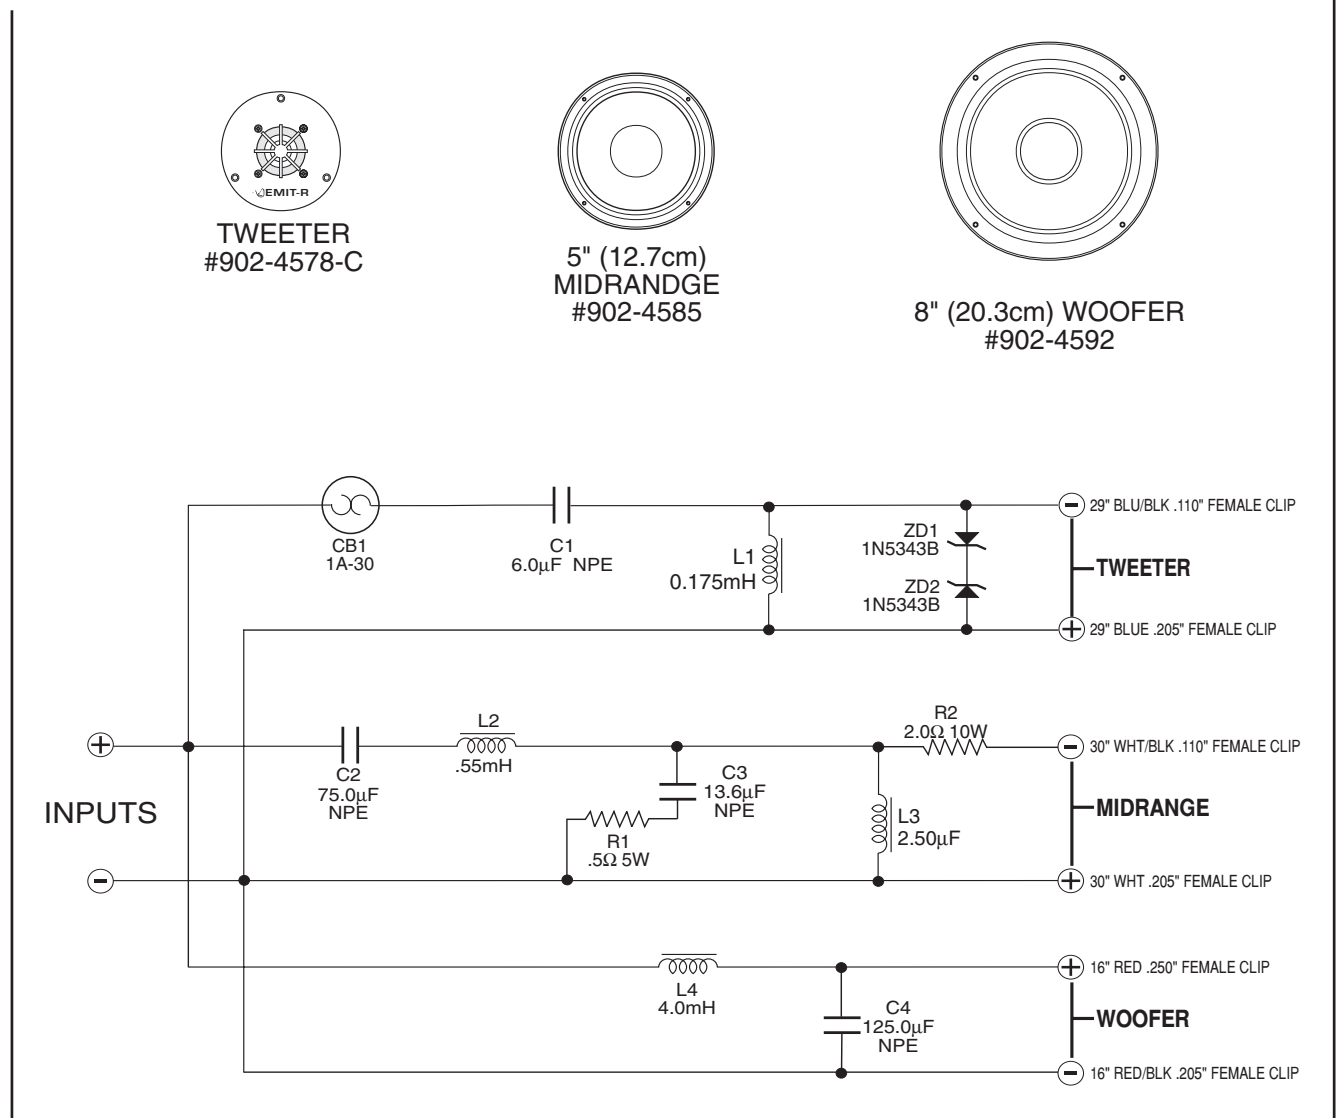 EMIT-R
TWEETER
#902-4578-C
5" (12.7cm)
MIDRANDGE
#902-4585
8" (20.3cm) WOOFER
#902-4592
CB1
1A-30
C1
6.0µF NPE
L1
0.175mH
ZD1
1N5343B
ZD2
1N5343B
29" BLU/BLK .110" FEMALE CLIP
TWEETER
29" BLUE .205" FEMALE CLIP
INPUTS
C2
75.0µF
NPE
L2
.55mH
C3
13.6µF
NPE
R1
.5Ω 5W
L3
2.50µF
R2
2.0Ω 10W
30" WHT/BLK .110" FEMALE CLIP
MIDRANGE
30" WHT .205" FEMALE CLIP
L4
4.0mH
C4
125.0µF
NPE
16" RED .250" FEMALE CLIP
WOOFER
16" RED/BLK .205" FEMALE CLIP